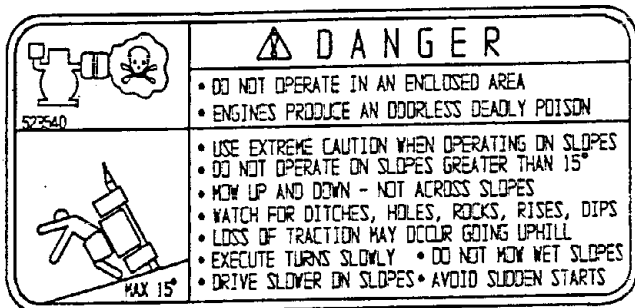 ⚠ DANGER
• DO NOT OPERATE IN AN ENCLOSED AREA
• ENGINES PRODUCE AN ODORLESS DEADLY POISON
523540
• USE EXTREME CAUTION WHEN OPERATING ON SLOPES
• DO NOT OPERATE ON SLOPES GREATER THAN 15°
• MOW UP AND DOWN - NOT ACROSS SLOPES
• WATCH FOR DITCHES, HOLES, ROCKS, RISES, DIPS
• LOSS OF TRACTION MAY OCCUR GOING UPHILL
• EXECUTE TURNS SLOWLY • DO NOT MOW WET SLOPES
• DRIVE SLOWER ON SLOPES • AVOID SUDDEN STARTS
MAX 15°